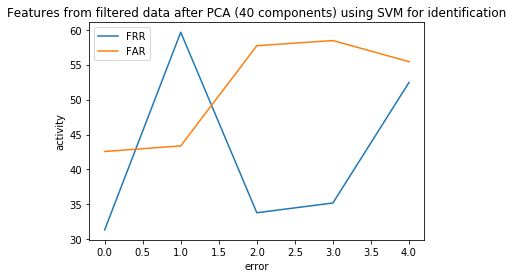 Features from filtered data after PCA (40 components) using SVM for identification
FRR
FAR
60
55
50
45
40
35
30
activity
0.0 0.5 1.0 1.5 2.0 2.5 3.0 3.5 4.0
error